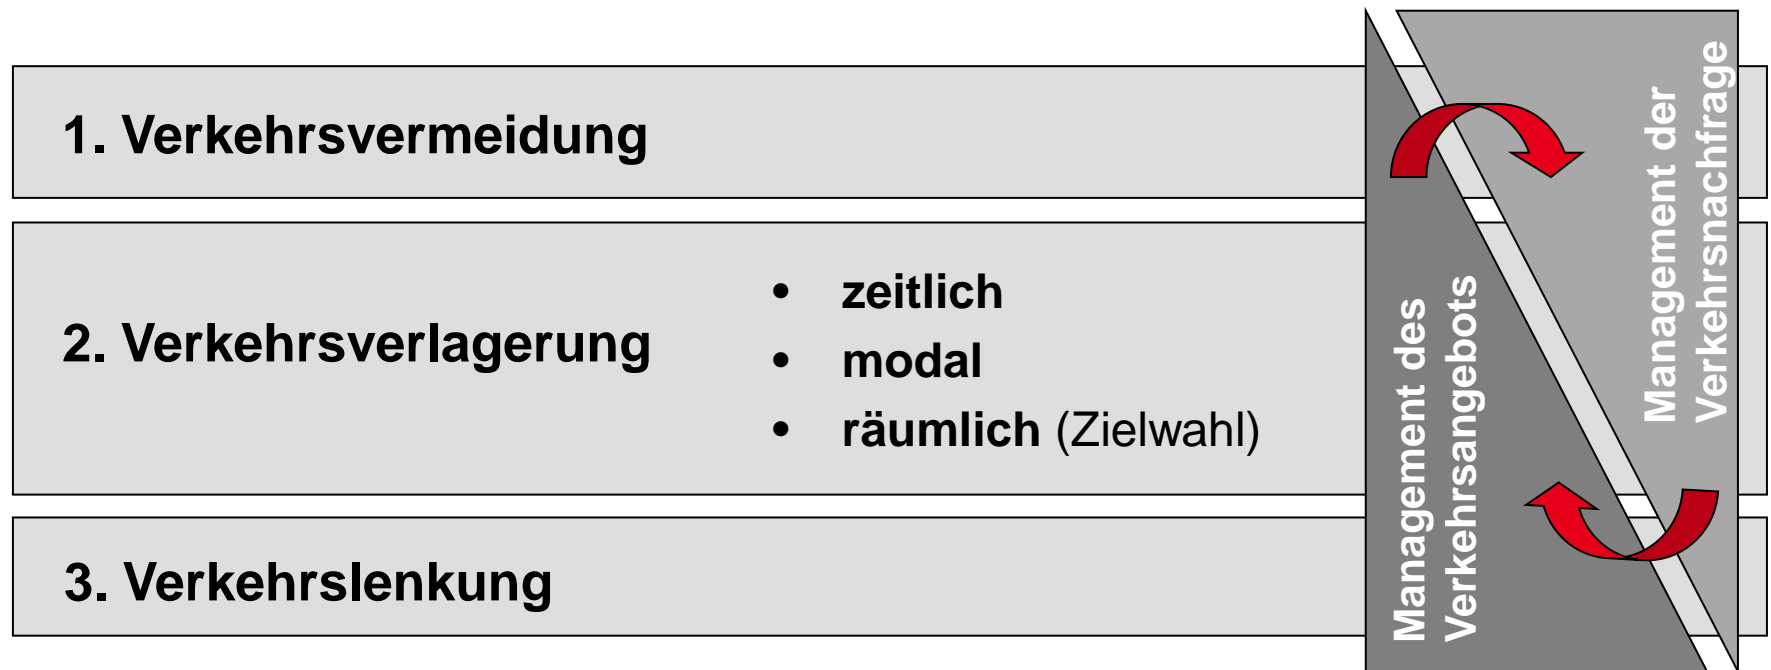 1. Verkehrsvermeidung
2. Verkehrsverlagerung
• zeitlich
• modal
• räumlich (Zielwahl)
3. Verkehrslenkung
Management des
Verkehrsangebots
Management der
Verkehrsnachfrage